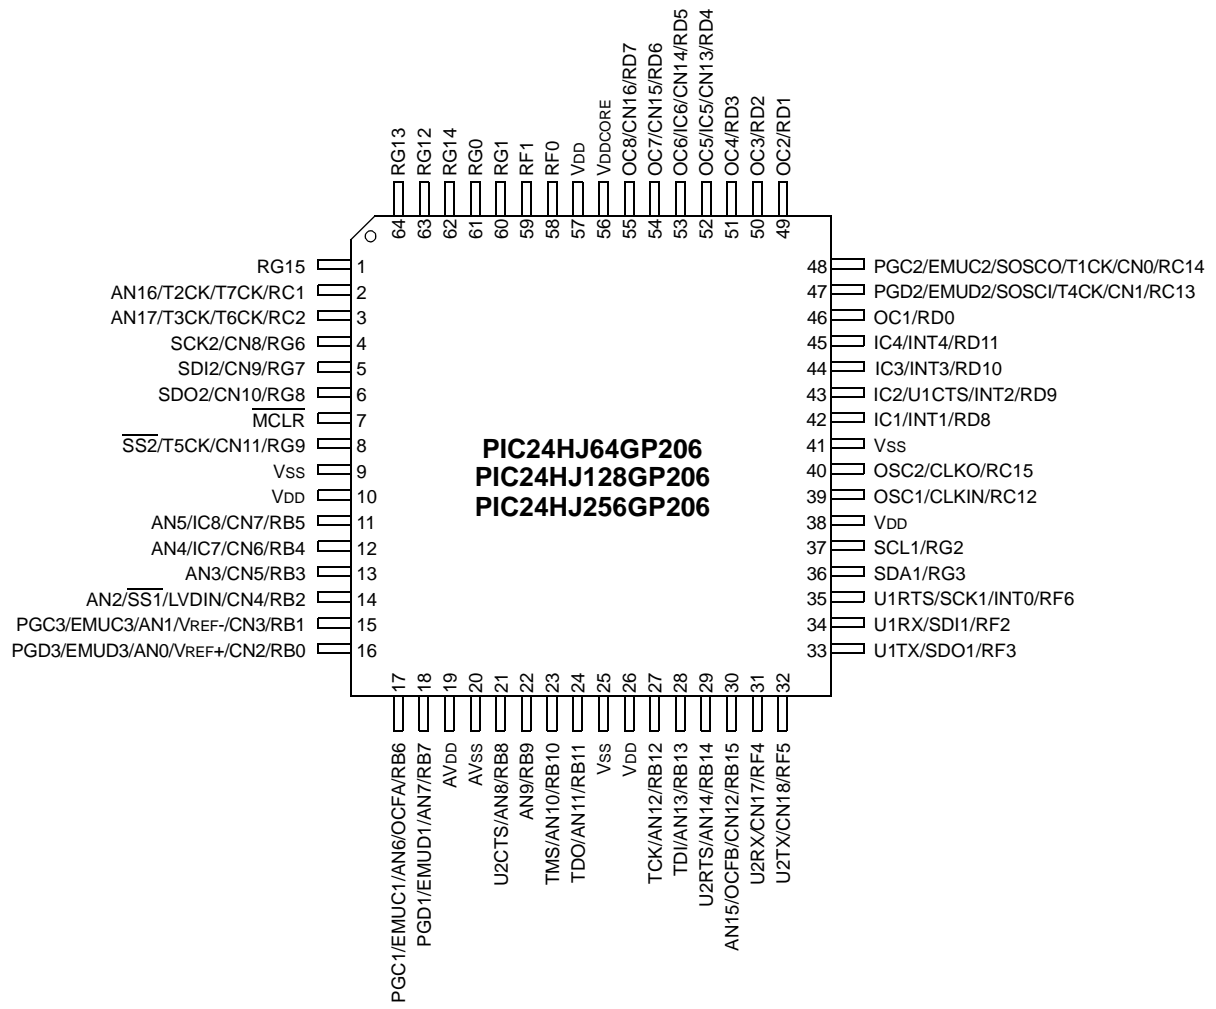 RG13
RG12
RG14
RG0
RG1
RF1
RF0
VDD
VDDCORE
OC8/CN16/RD7
OC7/CN15/RD6
OC6/IC6/CN14/RD5
OC5/IC5/CN13/RD4
OC4/RD3
OC3/RD2
OC2/RD1
64
63
62
61
60
59
58
57
56
55
54
53
52
51
50
49
RG15 1
AN16/T2CK/T7CK/RC1 2
AN17/T3CK/T6CK/RC2 3
SCK2/CN8/RG6 4
SDI2/CN9/RG7 5
SDO2/CN10/RG8 6
MCLR 7
SS2/T5CK/CN11/RG9 8
VSS 9
VDD 10
AN5/IC8/CN7/RB5 11
AN4/IC7/CN6/RB4 12
AN3/CN5/RB3 13
AN2/SS1/LVDIN/CN4/RB2 14
PGC3/EMUC3/AN1/VREF-/CN3/RB1 15
PGD3/EMUD3/AN0/VREF+/CN2/RB0 16
PIC24HJ64GP206
PIC24HJ128GP206
PIC24HJ256GP206
48 PGC2/EMUC2/SOSCO/T1CK/CN0/RC14
47 PGD2/EMUD2/SOSCI/T4CK/CN1/RC13
46 OC1/RD0
45 IC4/INT4/RD11
44 IC3/INT3/RD10
43 IC2/U1CTS/INT2/RD9
42 IC1/INT1/RD8
41 VSS
40 OSC2/CLKO/RC15
39 OSC1/CLKIN/RC12
38 VDD
37 SCL1/RG2
36 SDA1/RG3
35 U1RTS/SCK1/INT0/RF6
34 U1RX/SDI1/RF2
33 U1TX/SDO1/RF3
17
18
19
20
21
22
23
24
25
26
27
28
29
30
31
32
PGC1/EMUC1/AN6/OCFA/RB6
PGD1/EMUD1/AN7/RB7
AVDD
AVSS
U2CTS/AN8/RB8
AN9/RB9
TMS/AN10/RB10
TDO/AN11/RB11
VSS
VDD
TCK/AN12/RB12
TDI/AN13/RB13
U2RTS/AN14/RB14
AN15/OCFB/CN12/RB15
U2RX/CN17/RF4
U2TX/CN18/RF5